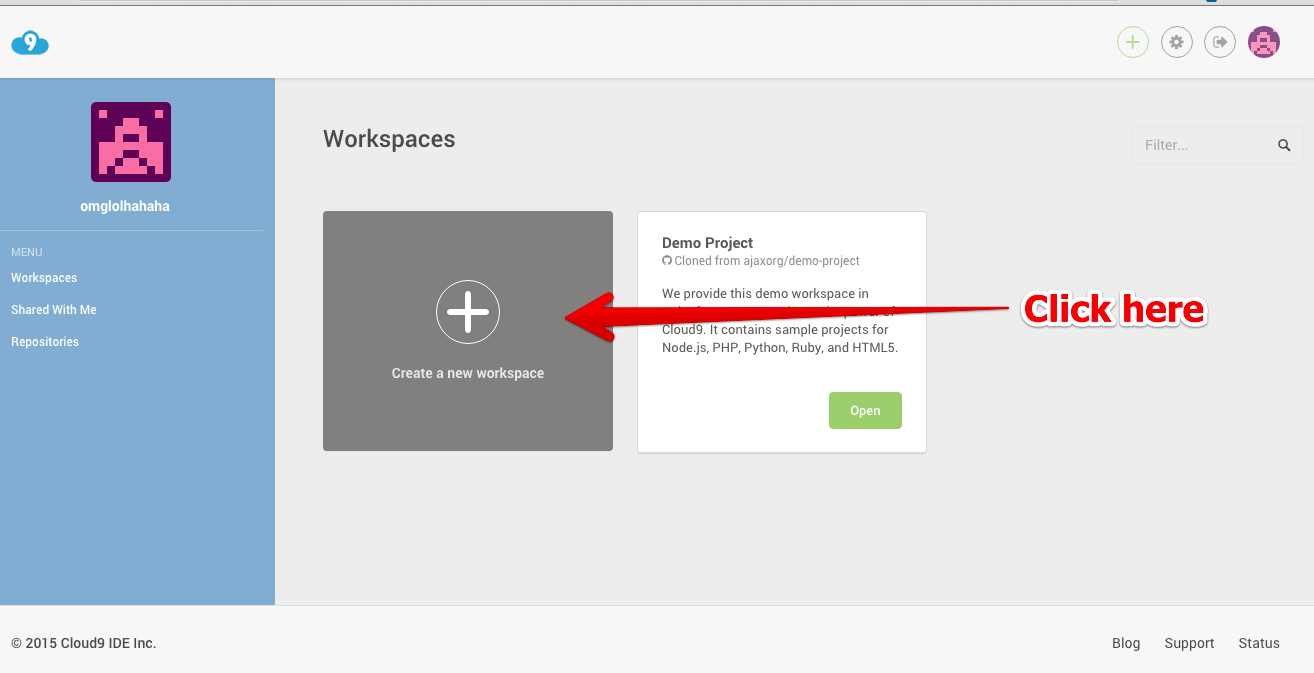 9
omglolhahaha
MENU
Workspaces
Shared With Me
Repositories
Workspaces
Filter...
Create a new workspace
Demo Project
Cloned from ajaxorg/demo-project
We provide this demo workspace in
Cloud9. It contains sample projects for
Node.js, PHP, Python, Ruby, and HTML5.
Open
Click here
© 2015 Cloud9 IDE Inc.
Blog Support Status